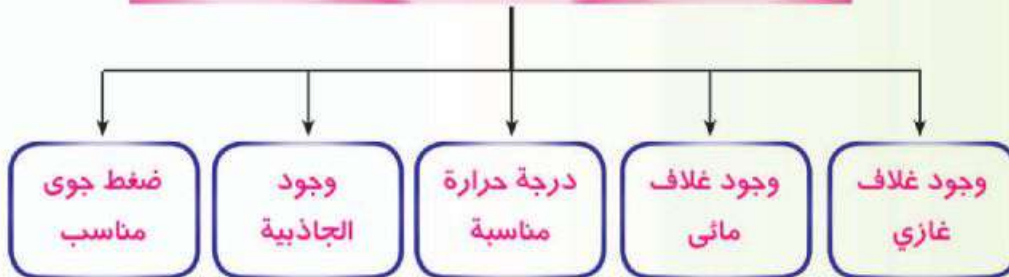 وجود غلاف
غازي
وجود غلاف
مائى
درجة حرارة
مناسبة
وجود
الجاذبية
ضغط جوى
مناسب